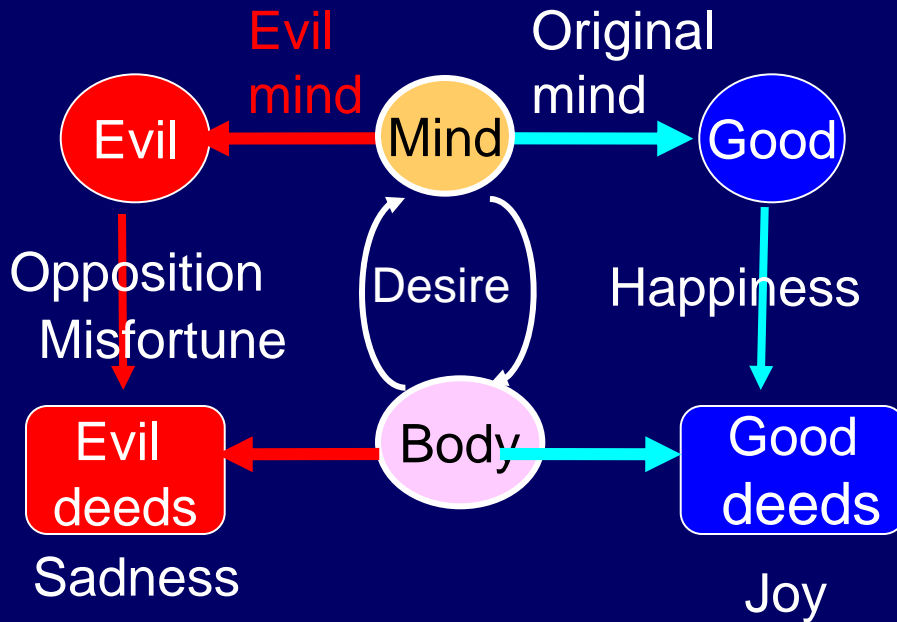 Evil
mind
Original
mind
Evil
Mind
Good
Opposition
Misfortune
Desire
Happiness
Evil
deeds
Body
Good
deeds
Sadness
Joy